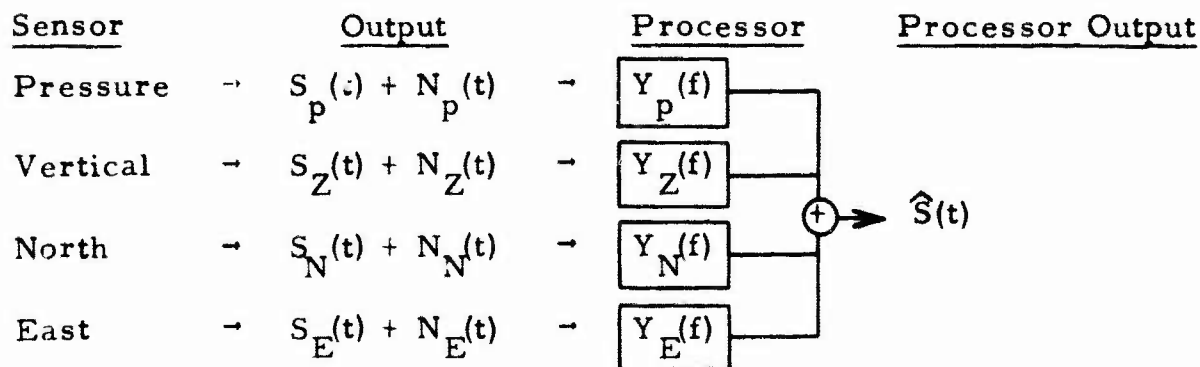 Sensor Output Processor Processor Output
Pressure → S_p(t) + N_p(t) → Y_p(f)
Vertical → S_Z(t) + N_Z(t) → Y_Z(f)
+ → Ŝ(t)
North → S_N(t) + N_N(t) → Y_N(f)
East → S_E(t) + N_E(t) → Y_E(f)